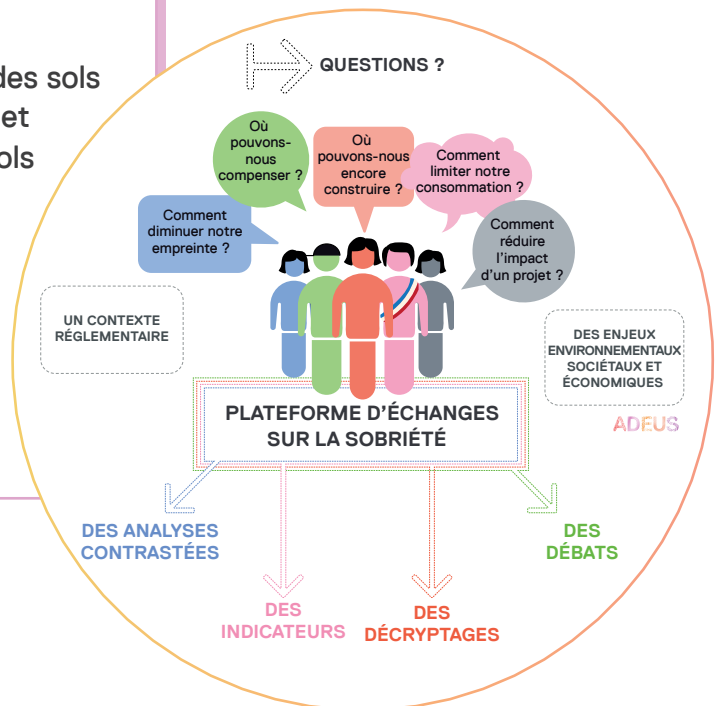 des sols
et
ols
QUESTIONS ?
Où
pouvons-
nous
compenser ?
Où
pouvons-nous
encore
construire ?
Comment
limiter notre
consommation ?
Comment
diminuer notre
empreinte ?
Comment
réduire
l'impact
d'un projet ?
UN CONTEXTE
RÉGLEMENTAIRE
DES ENJEUX
ENVIRONNEMENTAUX
SOCIÉTAUX ET
ÉCONOMIQUES
ADEUS
PLATEFORME D'ÉCHANGES
SUR LA SOBRIÉTÉ
DES ANALYSES
CONTRASTÉES
DES
INDICATEURS
DES
DÉCRYPTAGES
DES
DÉBATS